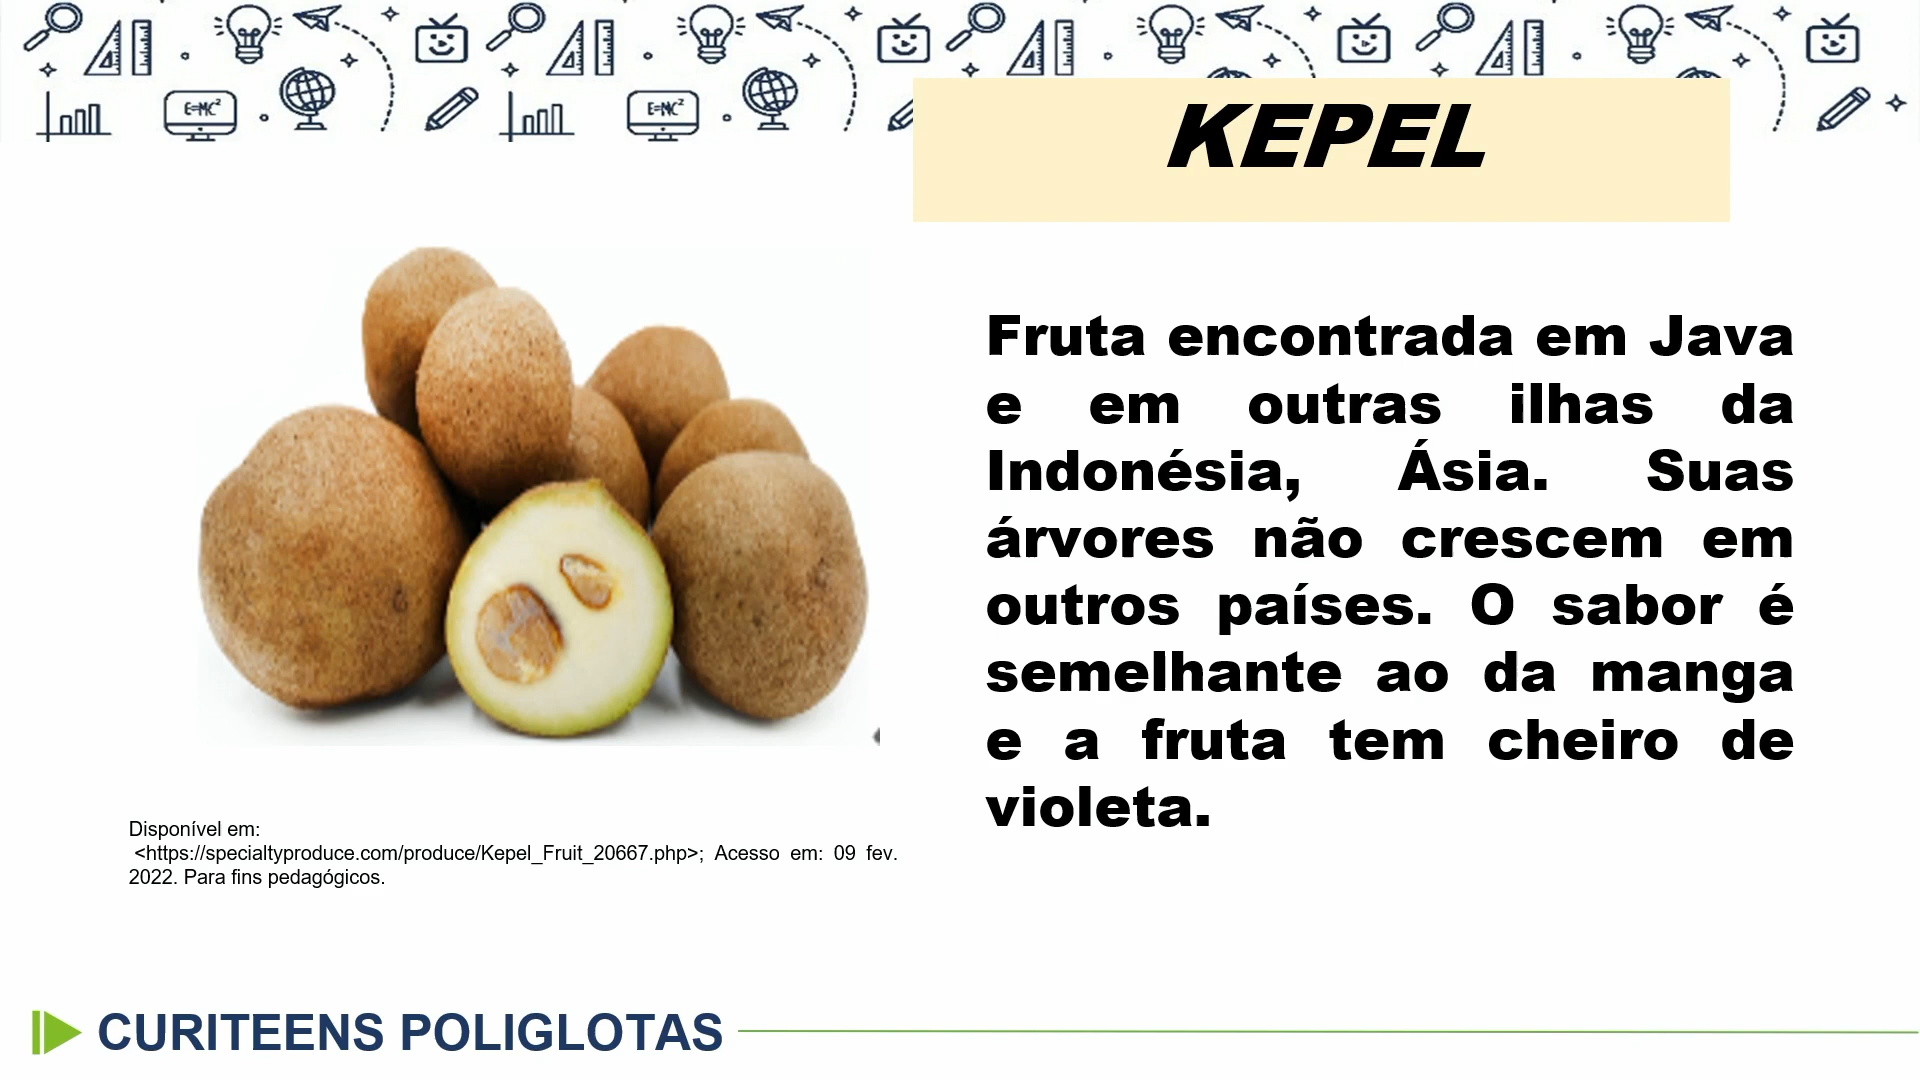 E=MC²
E=MC²
KEPEL
Fruta encontrada em Java
e em outras ilhas da
Indonésia, Ásia. Suas
árvores não crescem em
outros países. O sabor é
semelhante ao da manga
e a fruta tem cheiro de
violeta.
Disponível em:
<https://specialtyproduce.com/produce/Kepel_Fruit_20667.php>; Acesso em: 09 fev.
2022. Para fins pedagógicos.
CURITEENS POLIGLOTAS